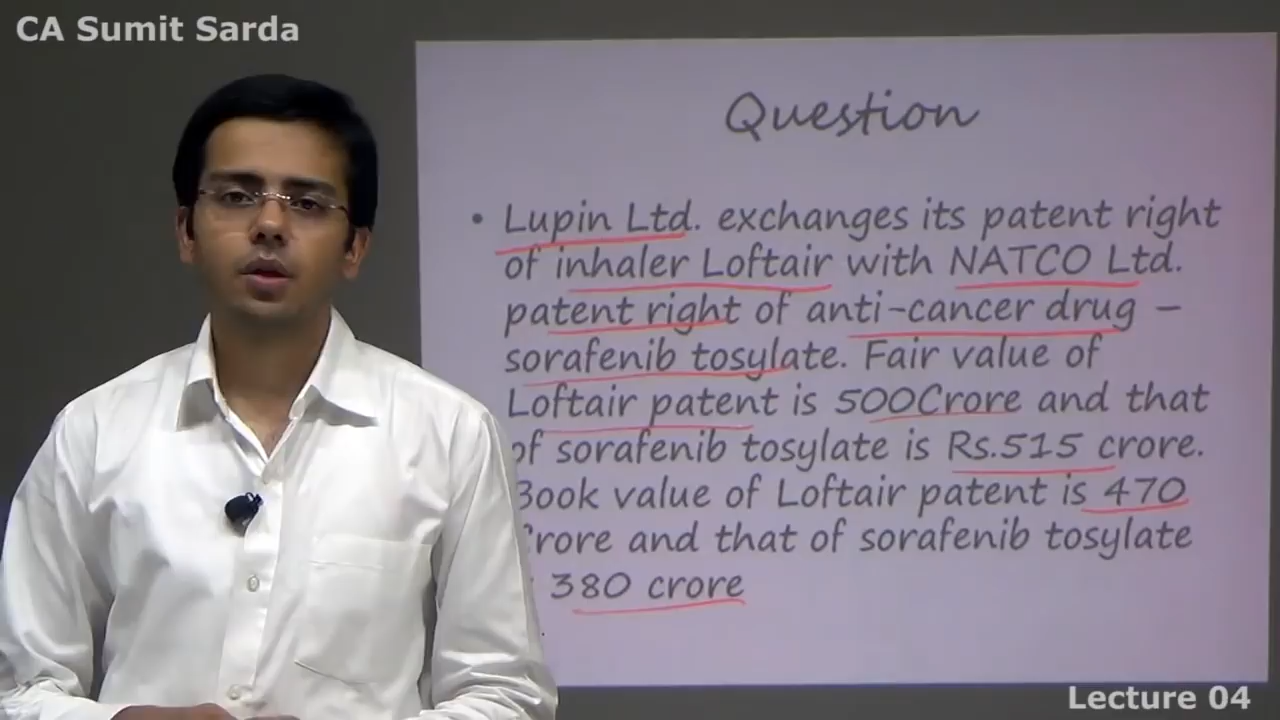 CA Sumit Sarda
Question
• Lupin Ltd. exchanges its patent right
of inhaler Loftair with NATCO Ltd.
patent right of anti-cancer drug –
sorafenib tosylate. Fair value of
Loftair patent is 500Crore and that
of sorafenib tosylate is Rs.515 crore.
Book value of Loftair patent is 470
Crore and that of sorafenib tosylate
380 crore
Lecture 04